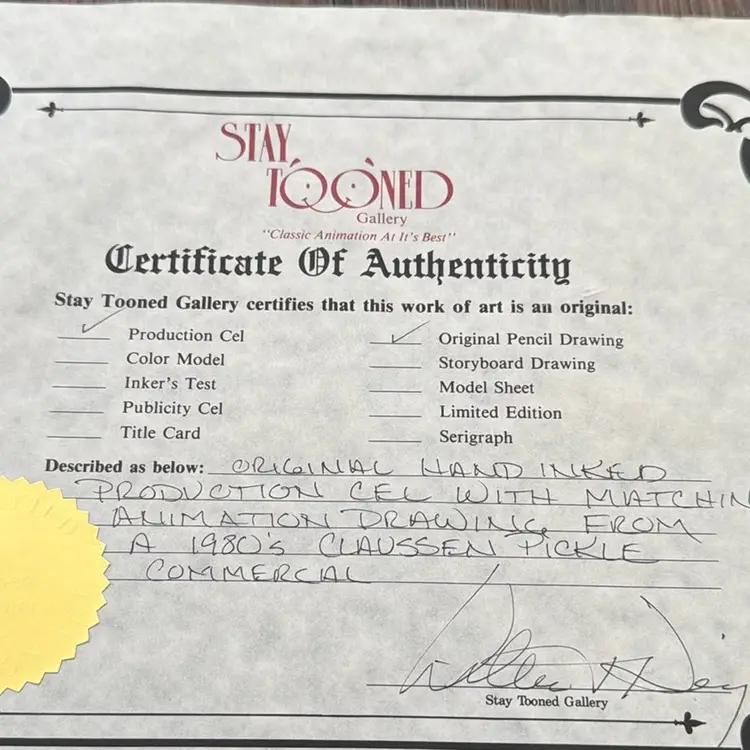 STAY
TOONED
Gallery
"Classic Animation At It's Best"
Certificate Of Authenticity
Stay Tooned Gallery certifies that this work of art is an original:
Production Cel
Original Pencil Drawing
Color Model
Storyboard Drawing
Inker's Test
Model Sheet
Publicity Cel
Limited Edition
Title Card
Serigraph
Described as below: ORIGINAL HAND INKED
PRODUCTION CEL WITH MATCHIN
ANIMATION DRAWING FROM
A 1980's CLAUSSEN PICKLE
COMMERCIAL
Stay Tooned Gallery